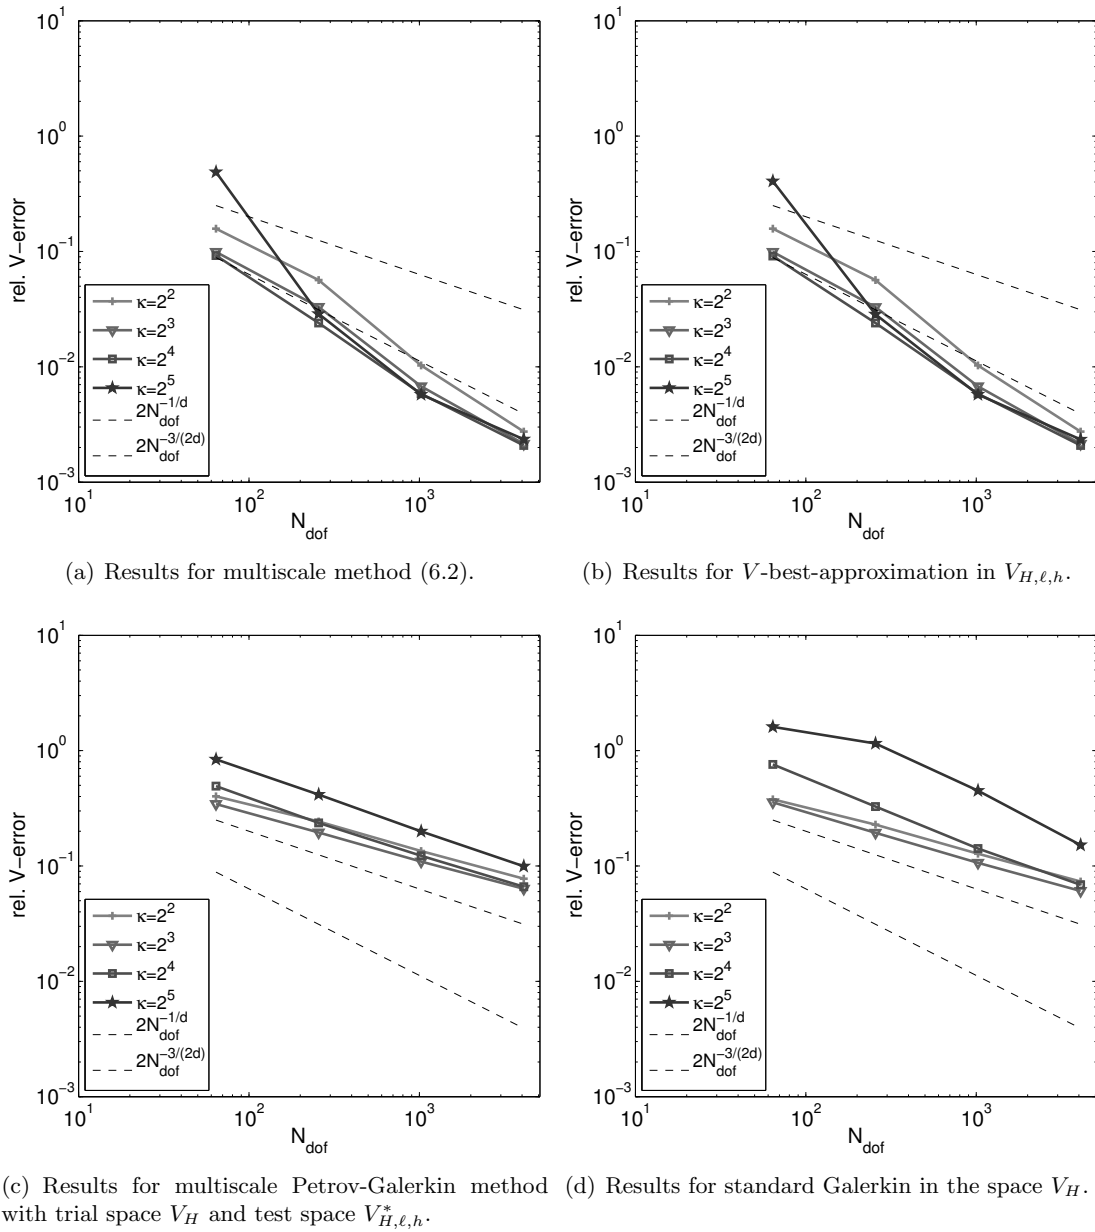 10^1
10^0
10^-1
10^-2
10^-3
rel. V-error
κ=2^2
κ=2^3
κ=2^4
κ=2^5
2N_dof^-1/d
2N_dof^-3/(2d)
10^1 10^2 10^3
N_dof
(a) Results for multiscale method (6.2).
10^1
10^0
10^-1
10^-2
10^-3
rel. V-error
κ=2^2
κ=2^3
κ=2^4
κ=2^5
2N_dof^-1/d
2N_dof^-3/(2d)
10^1 10^2 10^3
N_dof
(b) Results for V-best-approximation in V_H,ℓ,h.
10^1
10^0
10^-1
10^-2
10^-3
rel. V-error
κ=2^2
κ=2^3
κ=2^4
κ=2^5
2N_dof^-1/d
2N_dof^-3/(2d)
10^1 10^2 10^3
N_dof
(c) Results for multiscale Petrov-Galerkin method
with trial space V_H and test space V*_H,ℓ,h.
10^1
10^0
10^-1
10^-2
10^-3
rel. V-error
κ=2^2
κ=2^3
κ=2^4
κ=2^5
2N_dof^-1/d
2N_dof^-3/(2d)
10^1 10^2 10^3
N_dof
(d) Results for standard Galerkin in the space V_H.